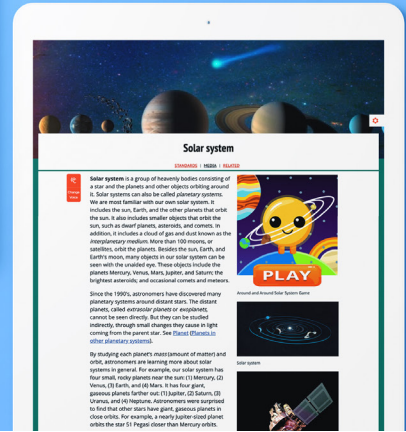 Solar system
STANDARDS | MEDIA | RELATED
Change
View
Solar system is a group of heavenly bodies consisting of
a star and the planets and other objects orbiting around
it. Solar systems can also be called planetary systems.
We are most familiar with our own solar system. It
includes the sun, Earth, and the other planets that orbit
the sun. It also includes smaller objects that orbit the
sun, such as dwarf planets, asteroids, and comets. In
addition, it includes a cloud of gas and dust known as the
interplanetary medium. More than 100 moons, or
satellites, orbit the planets. Besides the sun, Earth, and
Earth's moon, many objects in our solar system can be
seen with the unaided eye. These objects include the
planets Mercury, Venus, Mars, Jupiter, and Saturn; the
brightest asteroids; and occasional comets and meteors.
Since the 1990's, astronomers have discovered many
planetary systems around distant stars. The distant
planets, called extrasolar planets or exoplanets,
cannot be seen directly. But they can be studied
indirectly, through small changes they cause in light
coming from the parent star. See Planet (Planets in
other planetary systems).
By studying each planet's mass (amount of matter) and
orbit, astronomers are learning more about solar
systems in general. For example, our solar system has
four small, rocky planets near the sun: (1) Mercury, (2)
Venus, (3) Earth, and (4) Mars. It has four giant,
gaseous planets farther out: (1) Jupiter, (2) Saturn, (3)
Uranus, and (4) Neptune. Astronomers were surprised
to find that other stars have giant, gaseous planets in
close orbits. For example, a nearly Jupiter-sized planet
orbits the star 51 Pegasi closer than Mercury orbits.
PLAY
Around and Around Solar System Game
Solar system